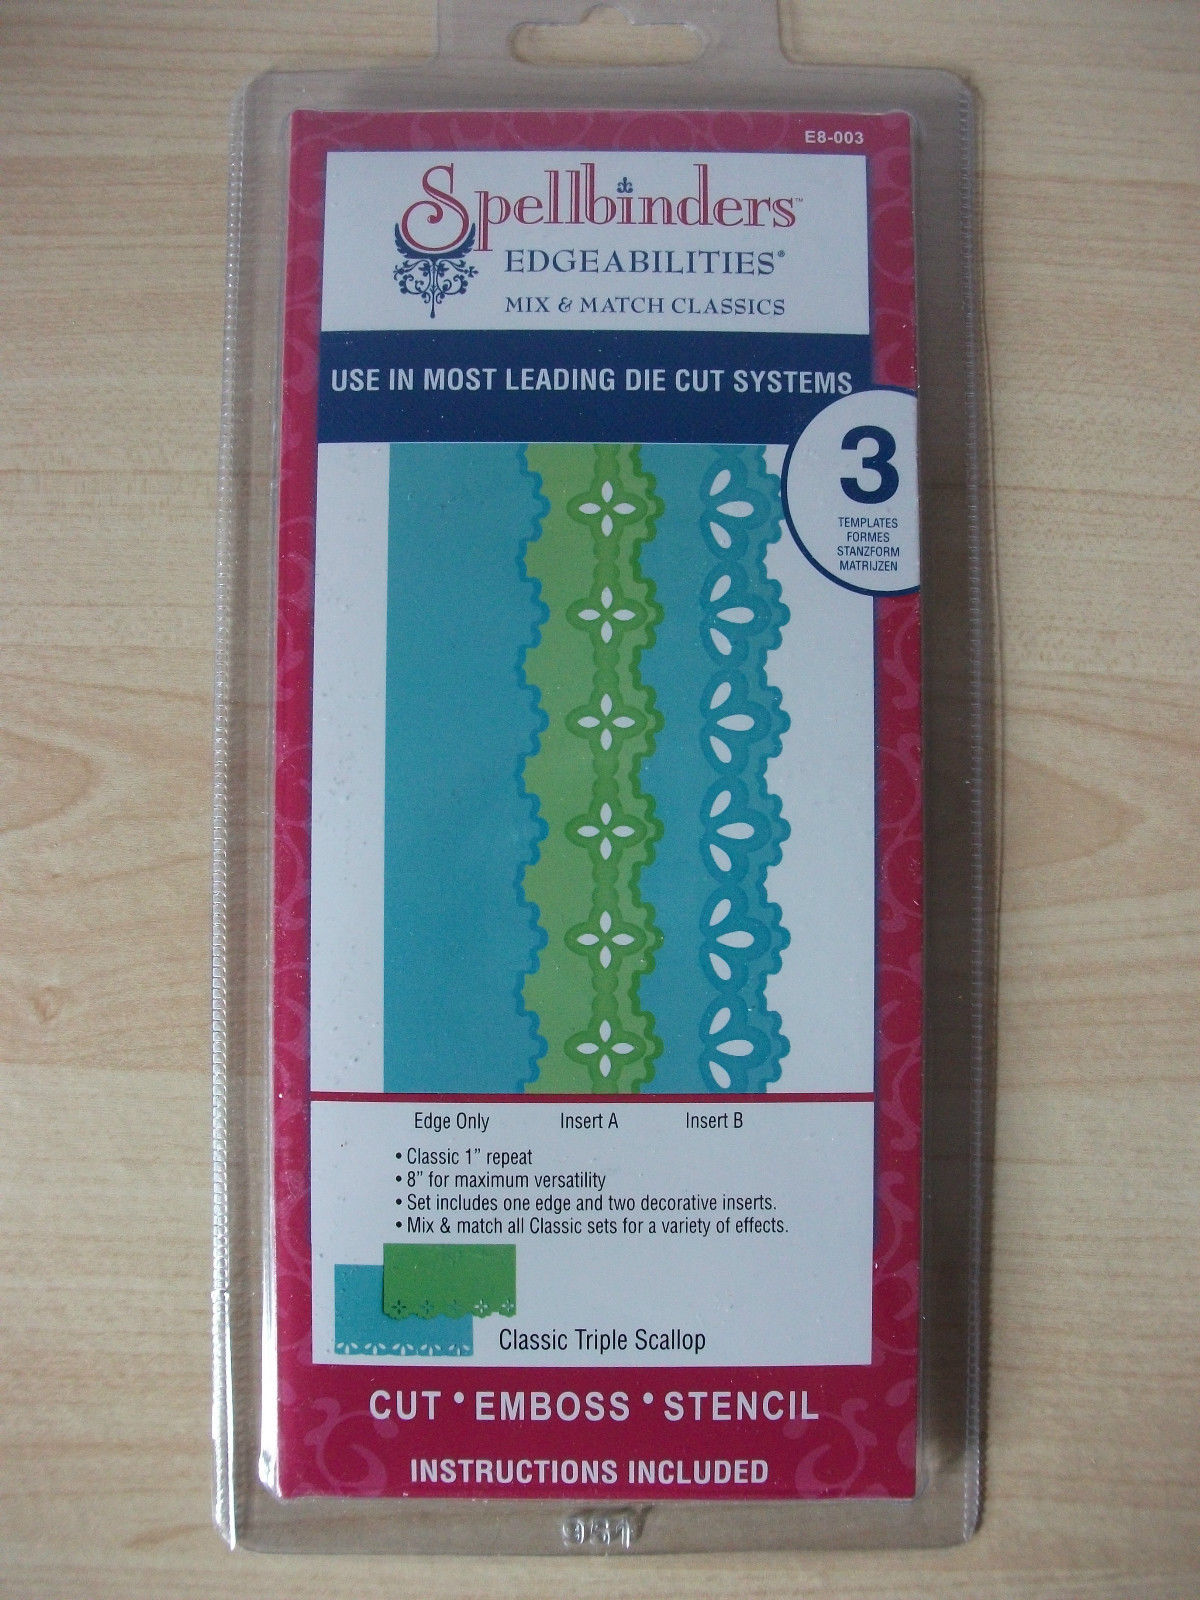 E8-003
Spellbinders™
EDGEABILITIES®
MIX & MATCH CLASSICS
USE IN MOST LEADING DIE CUT SYSTEMS
3
TEMPLATES
FORMES
STANZFORM
MATRIJZEN
Edge Only Insert A Insert B
• Classic 1” repeat
• 8” for maximum versatility
• Set includes one edge and two decorative inserts.
• Mix & match all Classic sets for a variety of effects.
Classic Triple Scallop
CUT • EMBOSS • STENCIL
INSTRUCTIONS INCLUDED
951